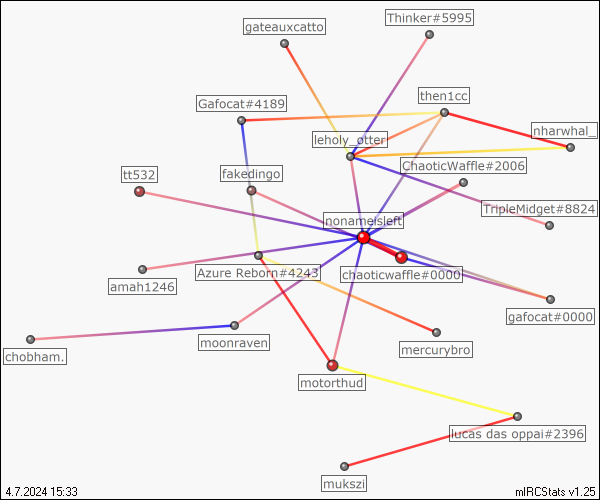 Thinker#5995
gateauxcatto
then1cc
Gafocat#4189
nharwhal_
leholy_otter
ChaoticWaffle#2006
tt532
fakedingo
TripleMidget#8824
nonameisleft
Azure Reborn#4243
chaoticwaffle#0000
amah1246
gafocat#0000
moonraven
mercurybro
chobham.
motorthud
lucas das oppai#2396
mukszi
4.7.2024 15:33
mIRCStats v1.25